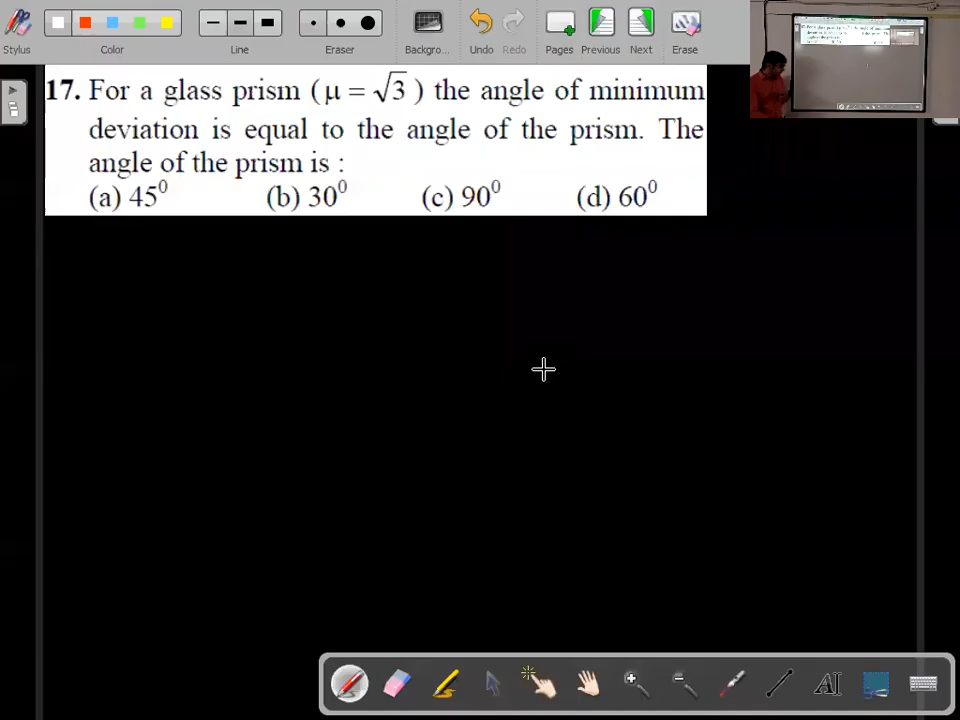 Stylus
Color
Line
Eraser
Backgro...
Undo
Redo
Pages
Previous
Next
Erase
17. For a glass prism ( μ = √3 ) the angle of minimum
deviation is equal to the angle of the prism. The
angle of the prism is :
(a) 45⁰ (b) 30⁰ (c) 90⁰ (d) 60⁰
AI